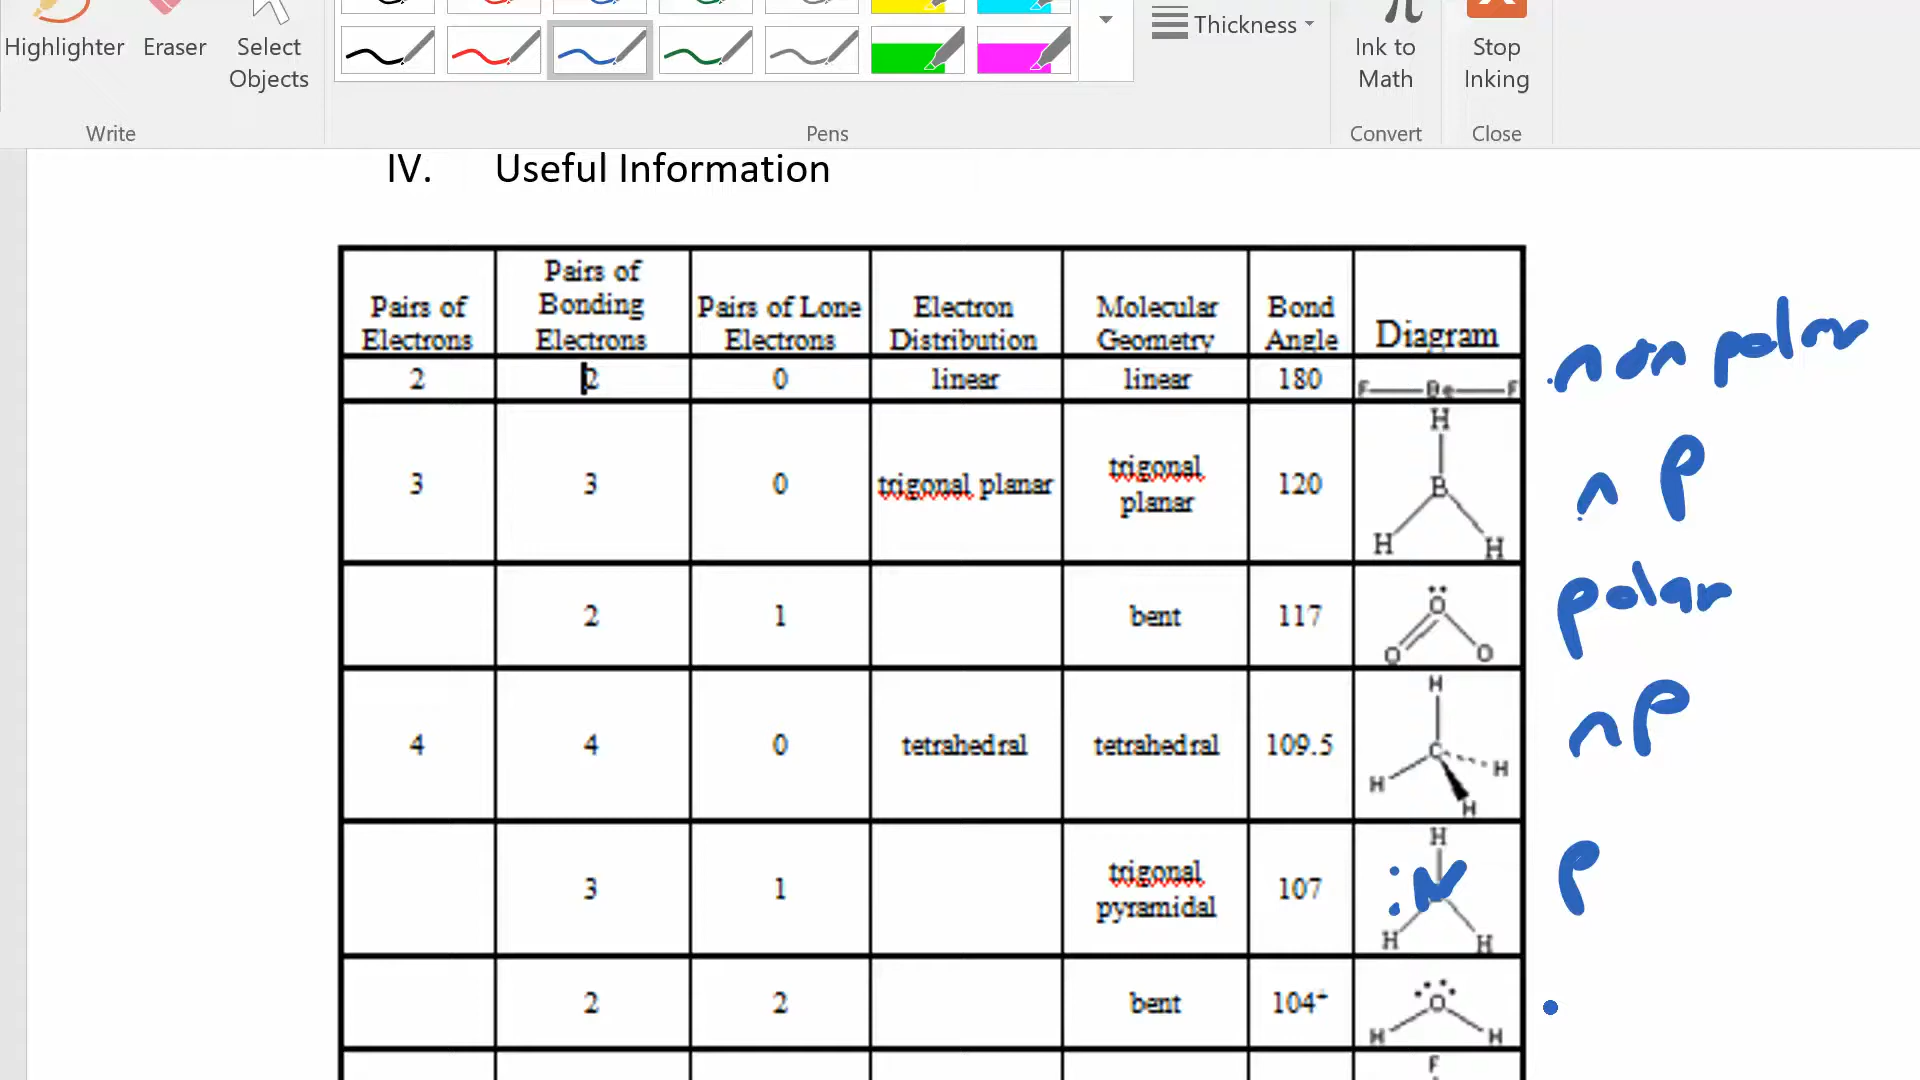 Highlighter Eraser Select Objects
Thickness
Ink to Math
Stop Inking
Write Pens Convert Close
IV. Useful Information
Pairs of Electrons Pairs of Bonding Electrons Pairs of Lone Electrons Electron Distribution Molecular Geometry Bond Angle Diagram
2 2 0 linear linear 180 F Be F non polar
3 3 0 trigonal planar trigonal planar 120 H B H H n P
2 1 bent 117 O O O polar
4 4 0 tetrahedral tetrahedral 109.5 H C H H H n P
3 1 trigonal pyramidal 107 H :N H H P
2 2 bent 104+ O H H
F